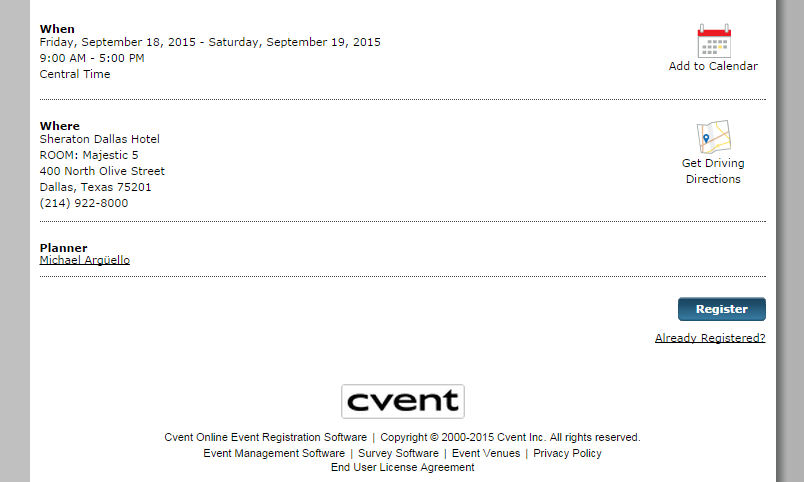 When
Friday, September 18, 2015 - Saturday, September 19, 2015
9:00 AM - 5:00 PM
Central Time
Add to Calendar
Where
Sheraton Dallas Hotel
ROOM: Majestic 5
400 North Olive Street
Dallas, Texas 75201
(214) 922-8000
Get Driving
Directions
Planner
Michael Argüello
Register
Already Registered?
cvent
Cvent Online Event Registration Software | Copyright © 2000-2015 Cvent Inc. All rights reserved.
Event Management Software | Survey Software | Event Venues | Privacy Policy
End User License Agreement